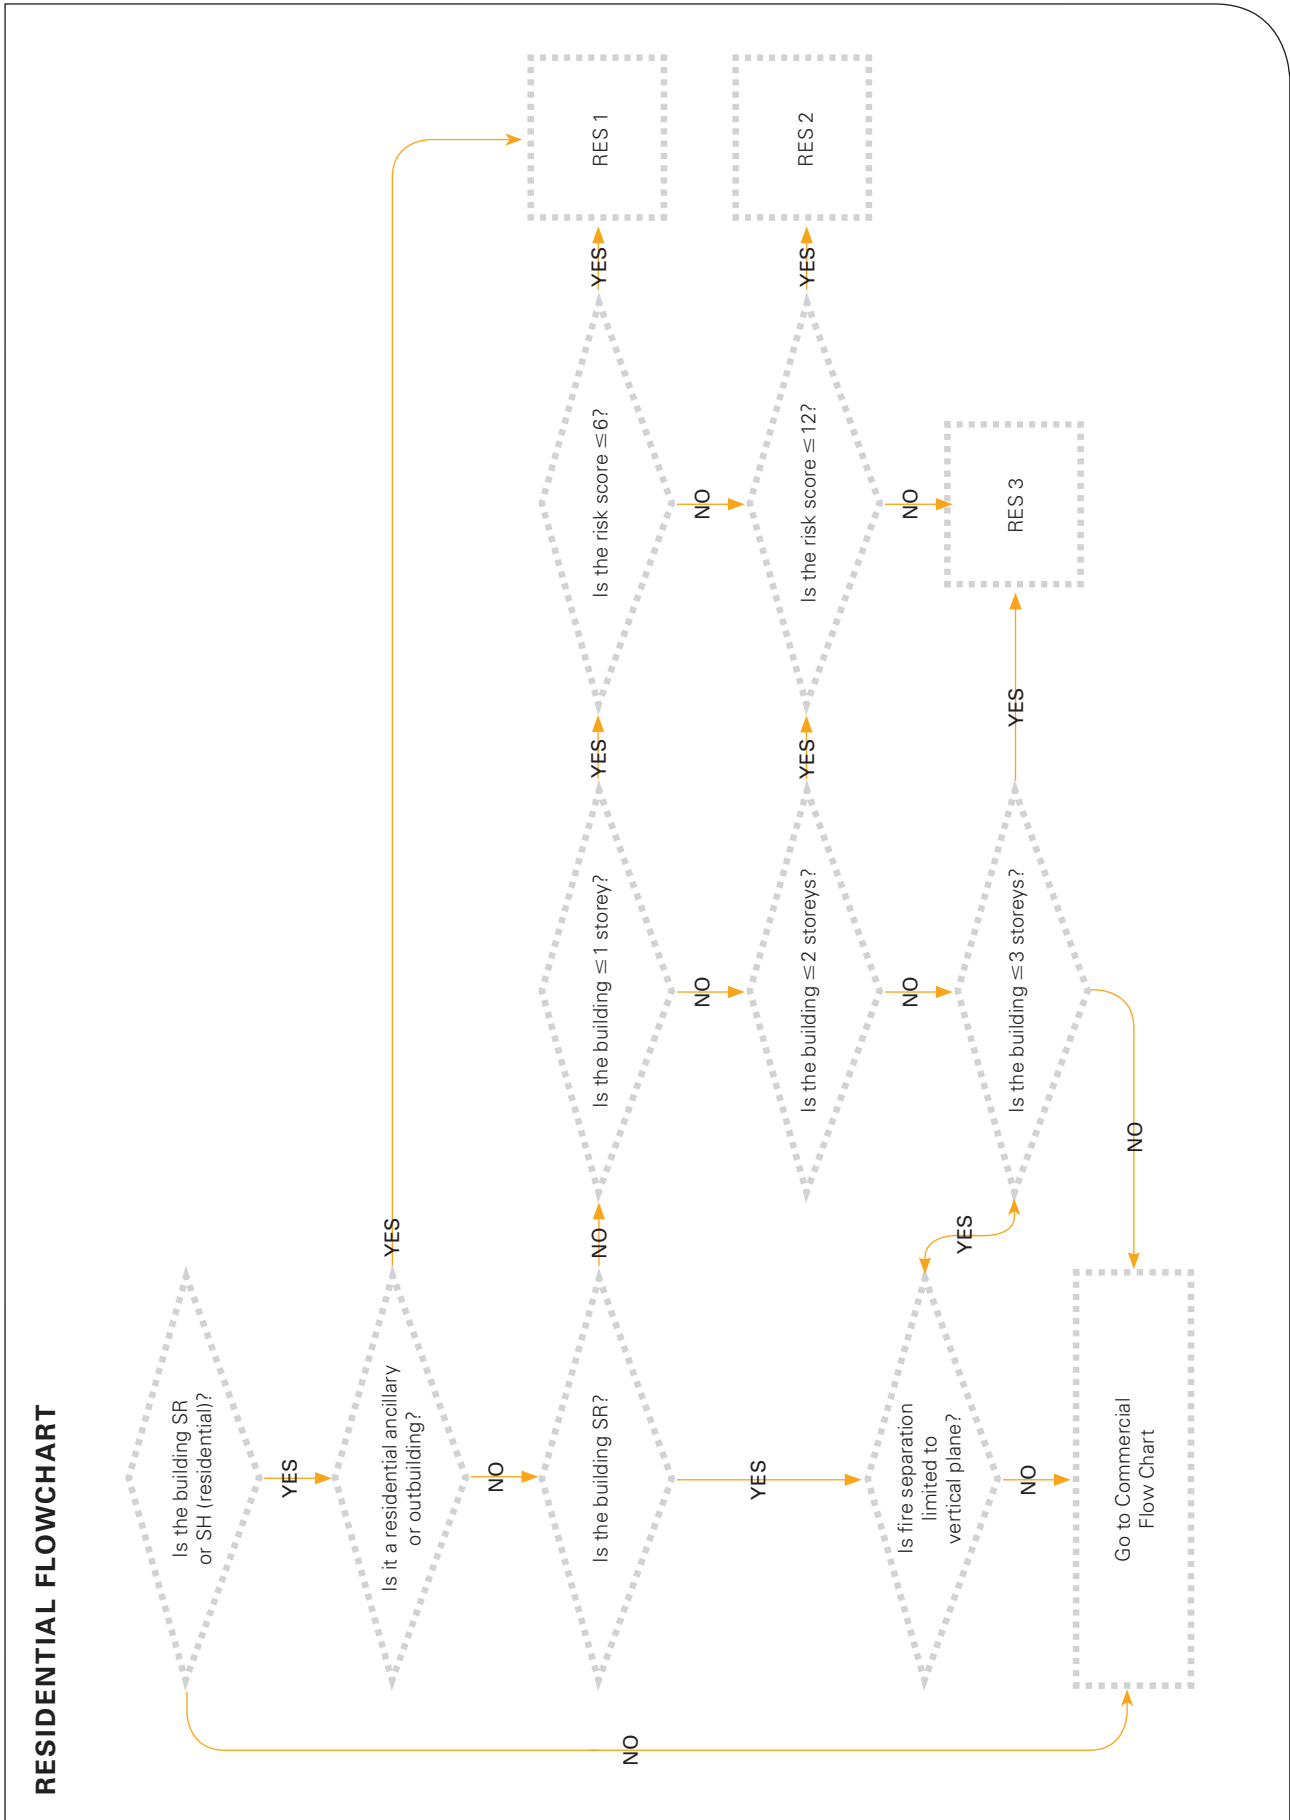 RESIDENTIAL FLOWCHART
Is the building SR
or SH (residential)?
YES
NO
Is it a residential ancillary
or outbuilding?
YES
NO
Is the building SR?
NO
YES
Is the building ≤ 1 storey?
YES
NO
Is the risk score ≤ 6?
YES
NO
RES 1
Is the building ≤ 2 storeys?
YES
NO
Is the risk score ≤ 12?
YES
NO
RES 2
Is fire separation
limited to
vertical plane?
YES
NO
Is the building ≤ 3 storeys?
YES
NO
RES 3
Go to Commercial
Flow Chart